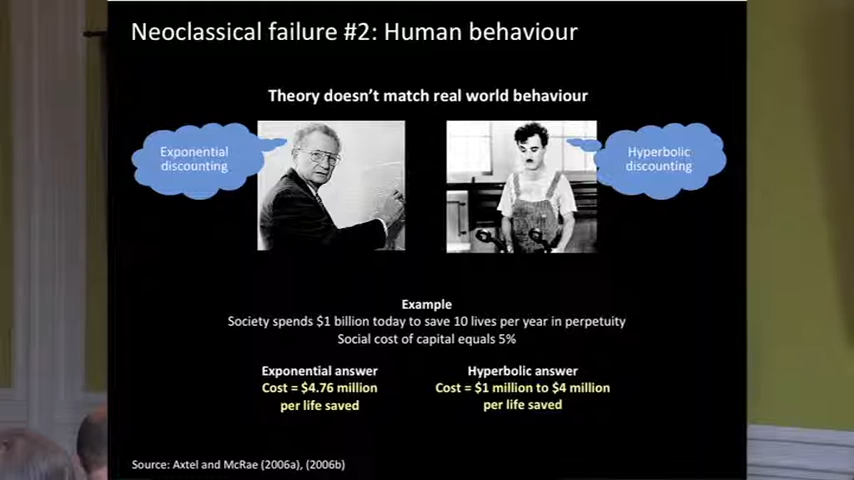 Neoclassical failure #2: Human behaviour
Theory doesn't match real world behaviour
Exponential
discounting
Hyperbolic
discounting
Example
Society spends $1 billion today to save 10 lives per year in perpetuity
Social cost of capital equals 5%
Exponential answer
Cost = $4.76 million
per life saved
Hyperbolic answer
Cost = $1 million to $4 million
per life saved
Source: Axtel and McRae (2006a), (2006b)